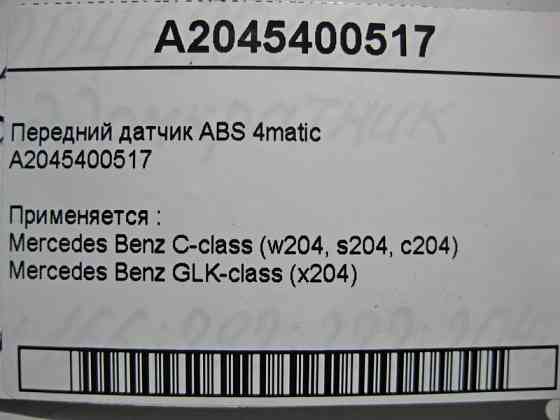 A2045400517
Передний датчик ABS 4matic
A2045400517
Применяется :
Mercedes Benz C-class (w204, s204, c204)
Mercedes Benz GLK-class (x204)